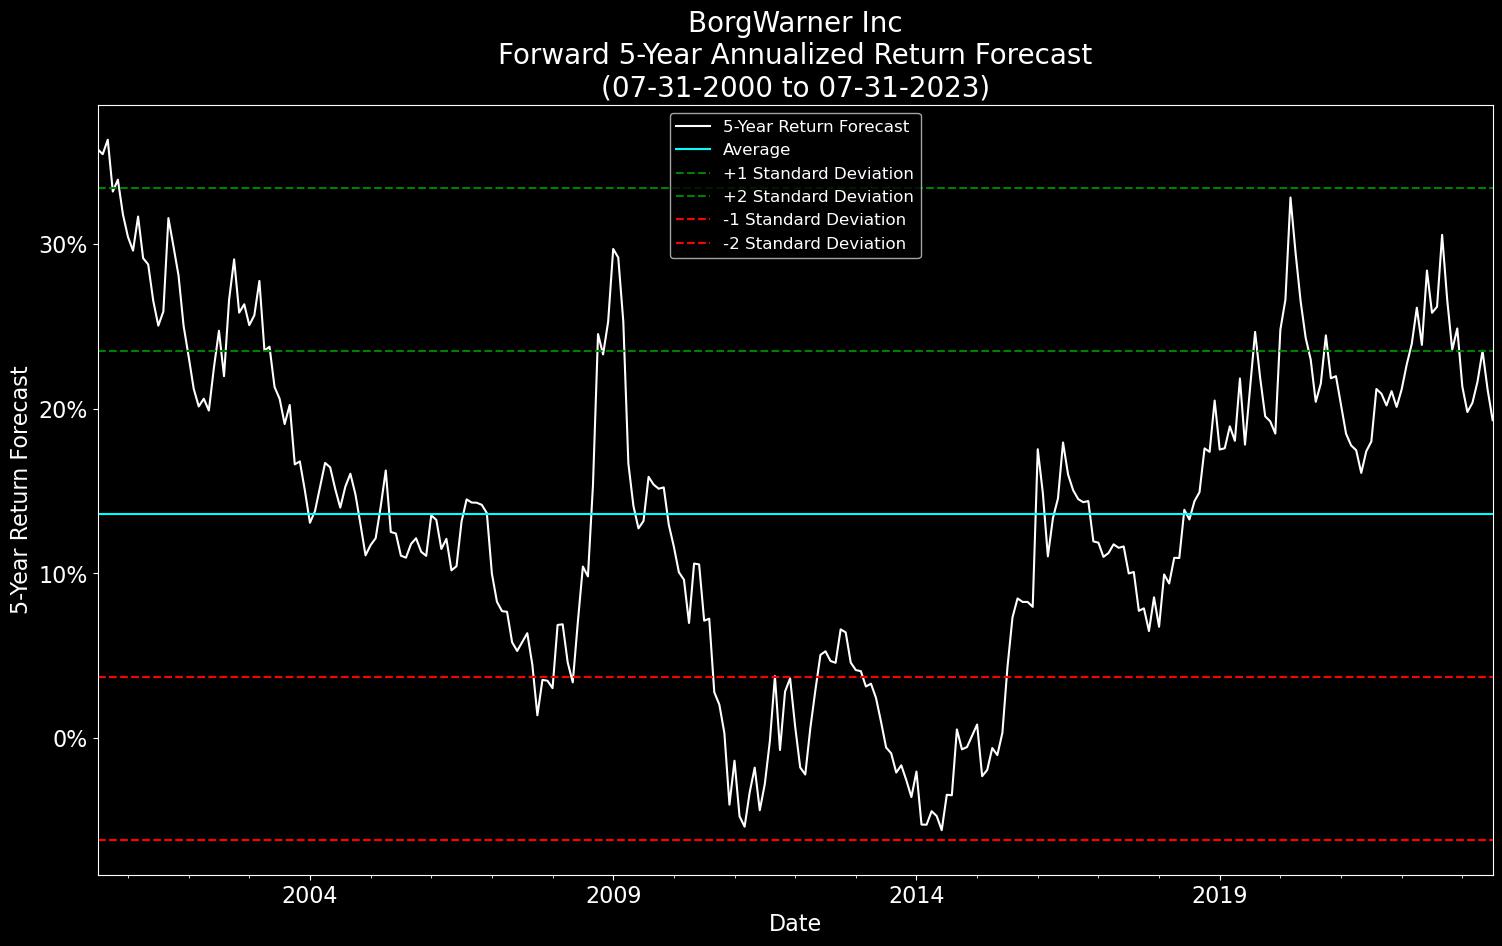 BorgWarner Inc
Forward 5-Year Annualized Return Forecast
(07-31-2000 to 07-31-2023)
5-Year Return Forecast
Average
+1 Standard Deviation
+2 Standard Deviation
-1 Standard Deviation
-2 Standard Deviation
30%
20%
10%
0%
5-Year Return Forecast
2004
2009
2014
2019
Date